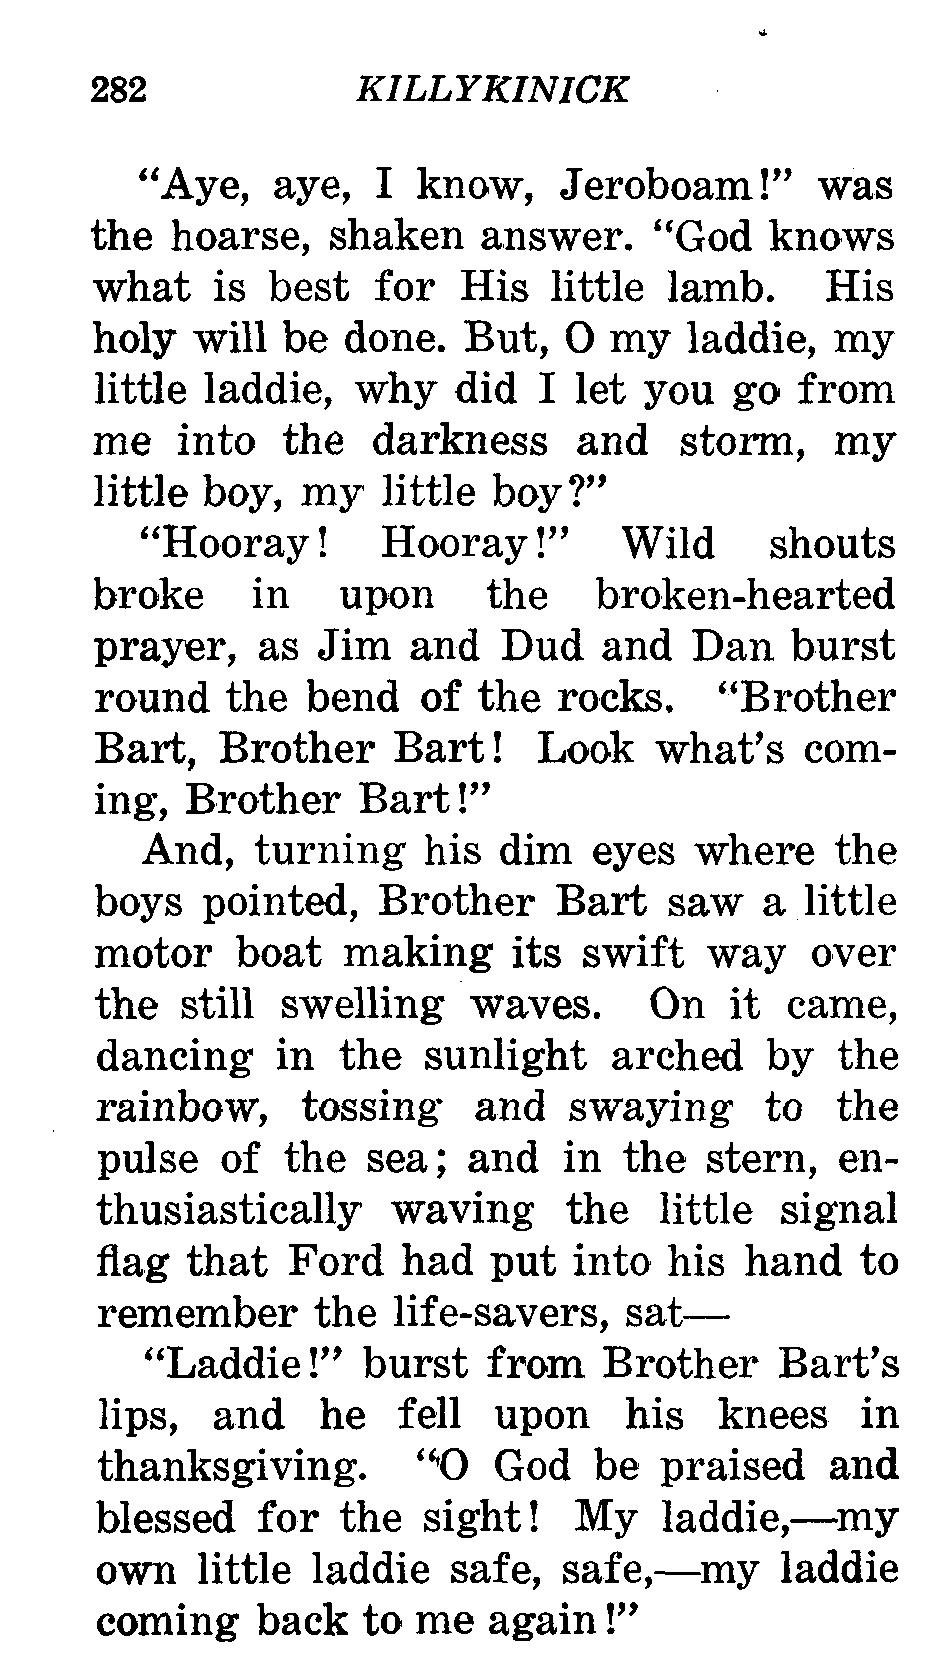 282 KILLYKINICK
"Aye, aye, I know, Jeroboam!" was
the hoarse, shaken answer. "God knows
what is best for His little lamb. His
holy will be done. But, O my laddie, my
little laddie, why did I let you go from
me into the darkness and storm, my
little boy, my little boy?"
"Hooray! Hooray!" Wild shouts
broke in upon the broken-hearted
prayer, as Jim and Dud and Dan burst
round the bend of the rocks. "Brother
Bart, Brother Bart! Look what's com-
ing, Brother Bart!"
And, turning his dim eyes where the
boys pointed, Brother Bart saw a little
motor boat making its swift way over
the still swelling waves. On it came,
dancing in the sunlight arched by the
rainbow, tossing and swaying to the
pulse of the sea; and in the stern, en-
thusiastically waving the little signal
flag that Ford had put into his hand to
remember the life-savers, sat—
"Laddie!" burst from Brother Bart's
lips, and he fell upon his knees in
thanksgiving. "O God be praised and
blessed for the sight! My laddie,—my
own little laddie safe, safe,—my laddie
coming back to me again!"